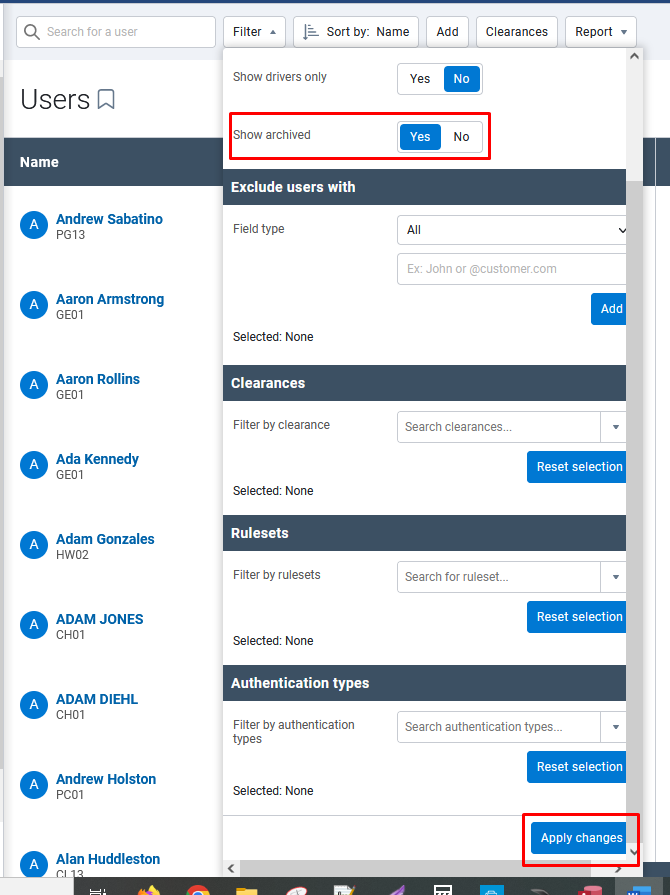 Search for a user
Filter
Sort by: Name
Add
Clearances
Report
Users
Name
A
Andrew Sabatino
PG13
A
Aaron Armstrong
GE01
A
Aaron Rollins
GE01
A
Ada Kennedy
GE01
A
Adam Gonzales
HW02
A
ADAM JONES
CH01
A
ADAM DIEHL
CH01
A
Andrew Holston
PC01
A
Alan Huddleston
CL13
Show drivers only
Yes
No
Show archived
Yes
No
Exclude users with
Field type
All
Ex: John or @customer.com
Add
Selected: None
Clearances
Filter by clearance
Search clearances...
Reset selection
Selected: None
Rulesets
Filter by rulesets
Search for ruleset...
Reset selection
Selected: None
Authentication types
Filter by authentication
types
Search authentication types...
Reset selection
Selected: None
Apply changes